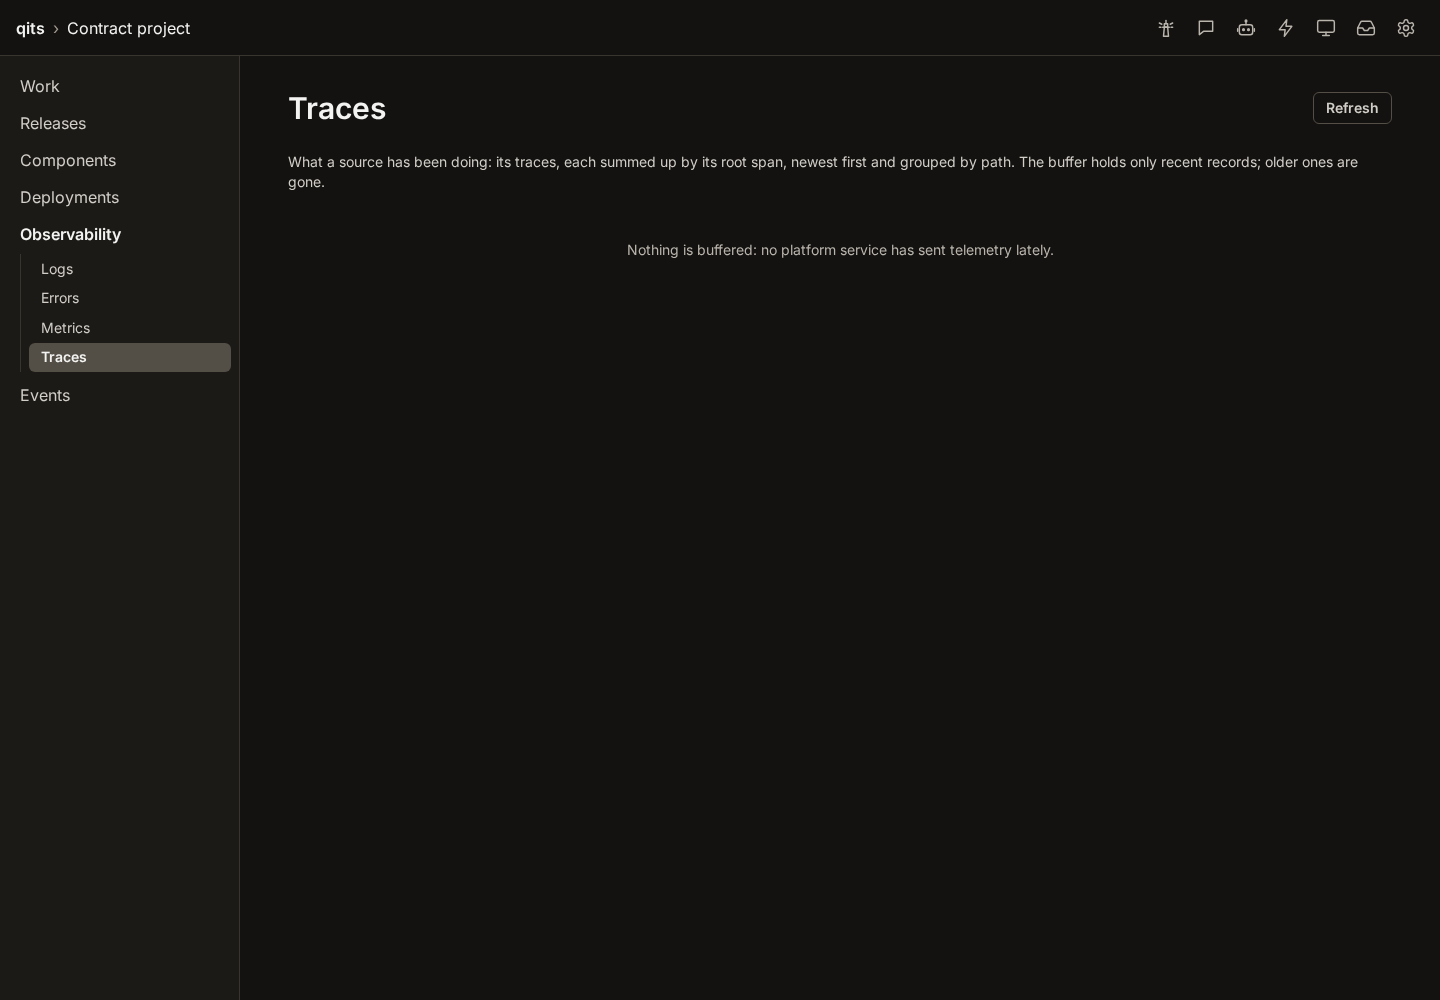 qits › Contract project
Work
Releases
Components
Deployments
Observability
Logs
Errors
Metrics
Traces
Events
Traces
Refresh
What a source has been doing: its traces, each summed up by its root span, newest first and grouped by path. The buffer holds only recent records; older ones are
gone.
Nothing is buffered: no platform service has sent telemetry lately.